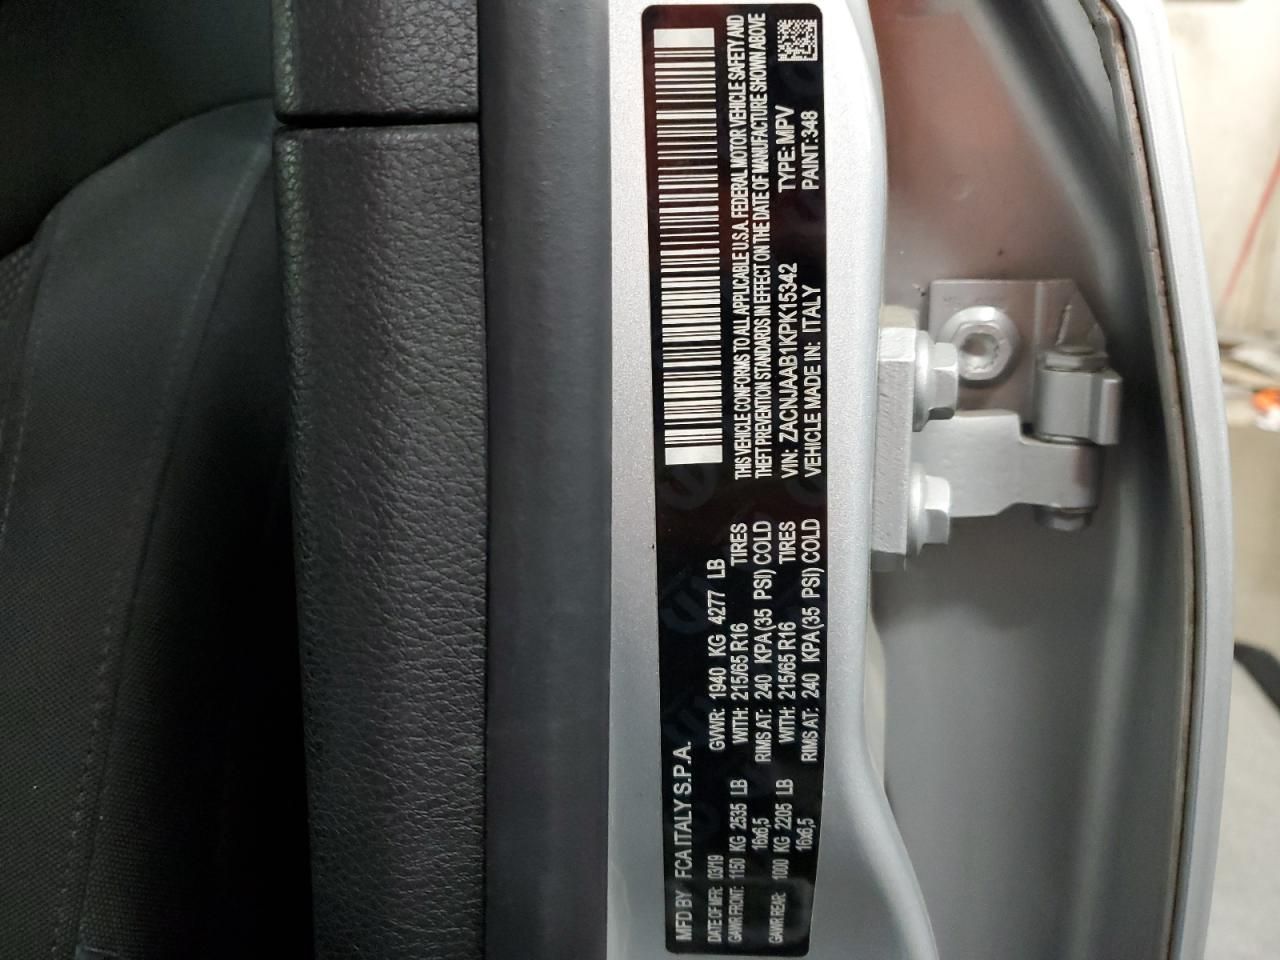 MFD BY FCA ITALY S.P.A.
DATE OF MFR: 03/19 GVWR: 1940 KG 4277 LB
GAWR FRONT: 1150 KG 2535 LB WITH: 215/65 R16 TIRES
16x6,5 RIMS AT: 240 KPA(35 PSI) COLD
GAWR REAR: 1000 KG 2205 LB WITH: 215/65 R16 TIRES
16x6,5 RIMS AT: 240 KPA(35 PSI) COLD
THIS VEHICLE CONFORMS TO ALL APPLICABLE U.S.A. FEDERAL MOTOR VEHICLE SAFETY AND
THEFT PREVENTION STANDARDS IN EFFECT ON THE DATE OF MANUFACTURE SHOWN ABOVE
VIN: ZACNJAAB1KPK15342 TYPE: MPV
VEHICLE MADE IN: ITALY PAINT: 348